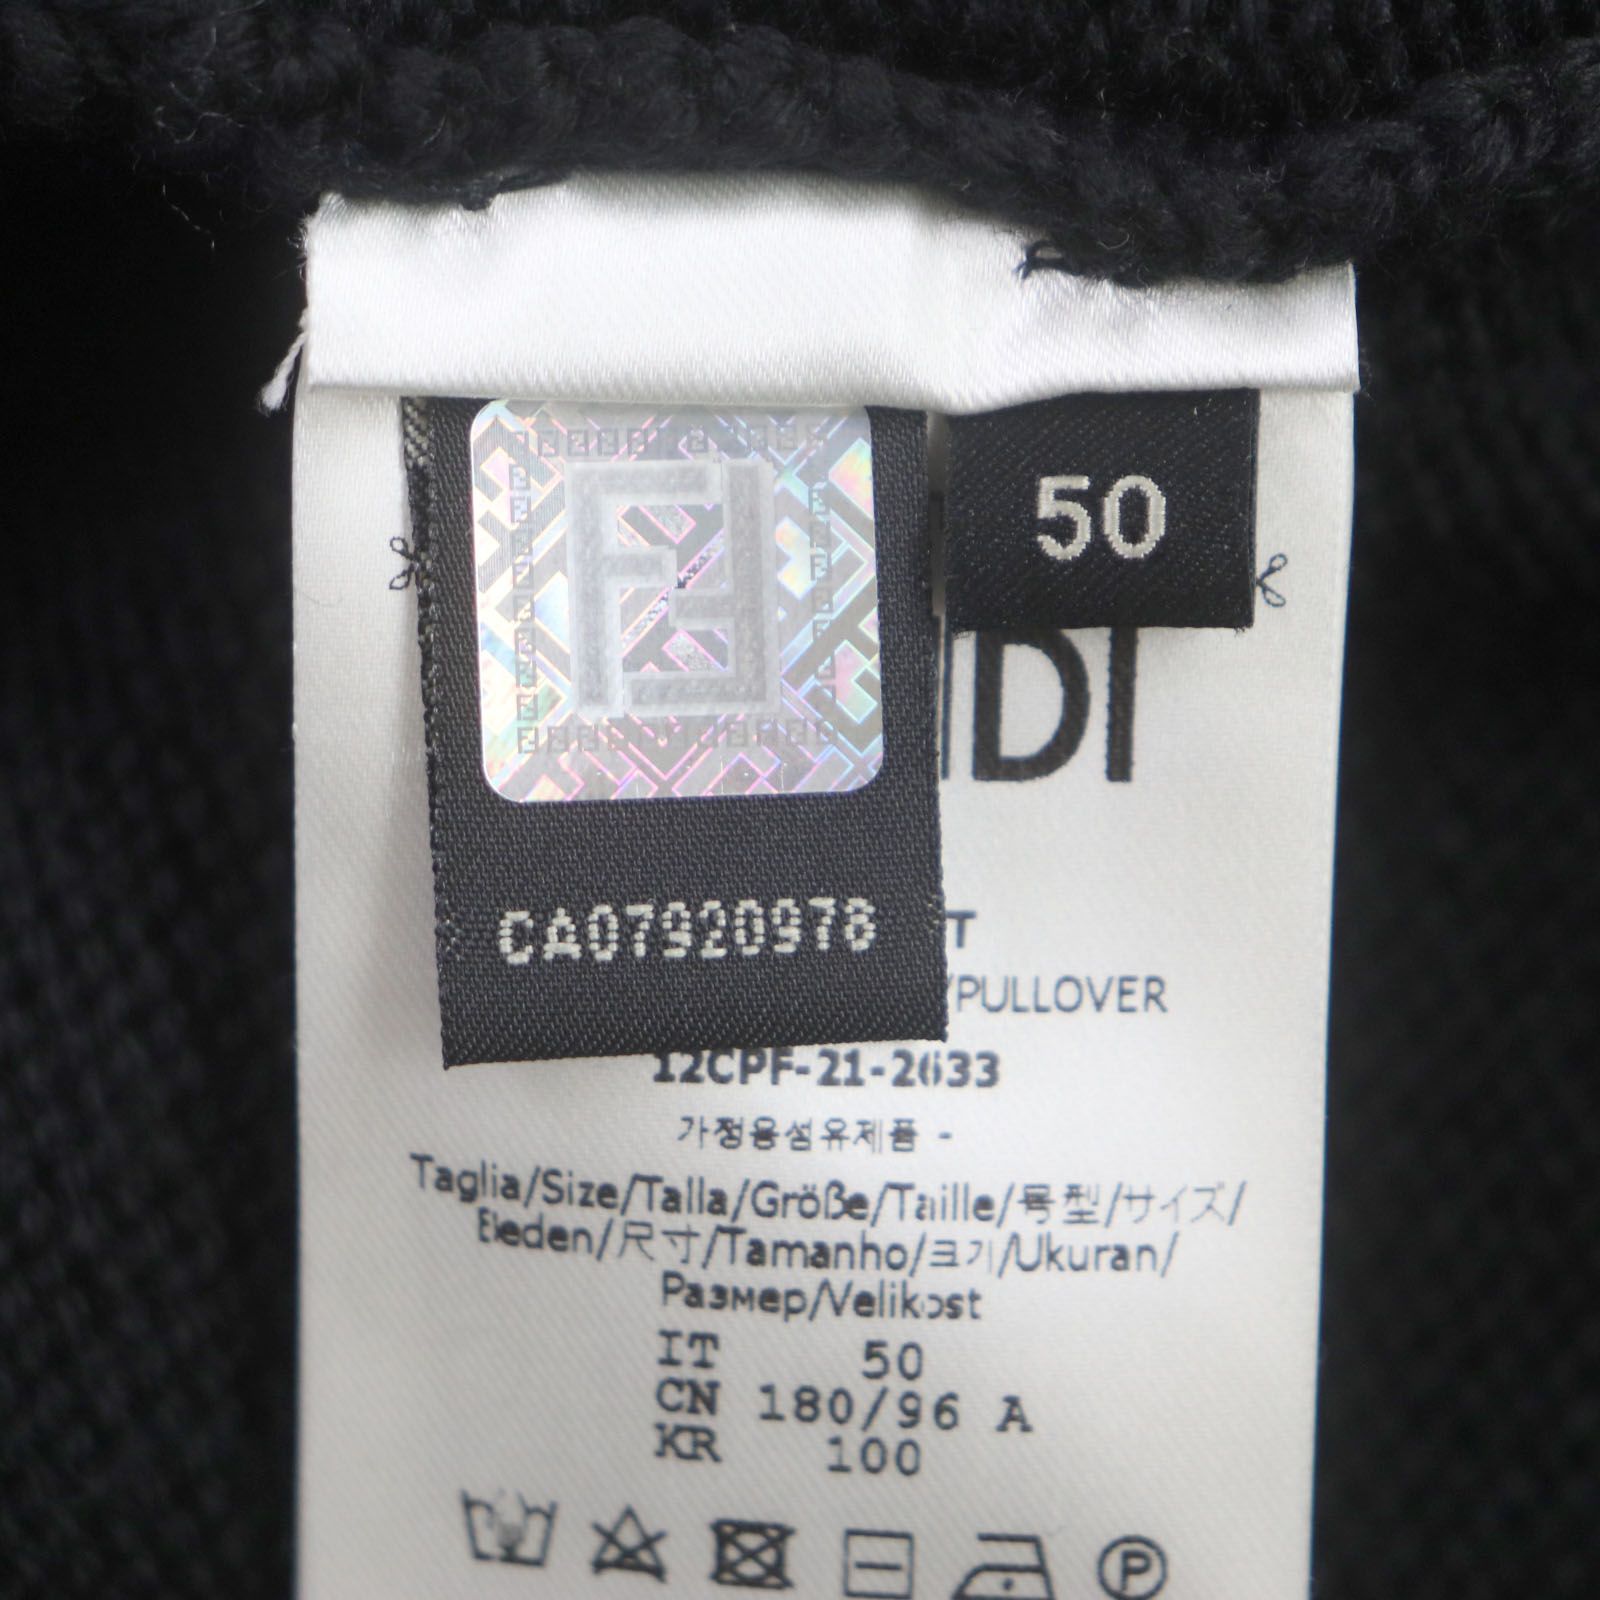 50
CA07920978
/PULLOVER
12CPF-21-2633
가정용섬유제품 -
Taglia/Size/Talla/Größe/Taille/号型/サイズ/
Beden/尺寸/Tamanho/크기/Ukuran/
Размер/Velikost
IT 50
CN 180/96 A
KR 100
P